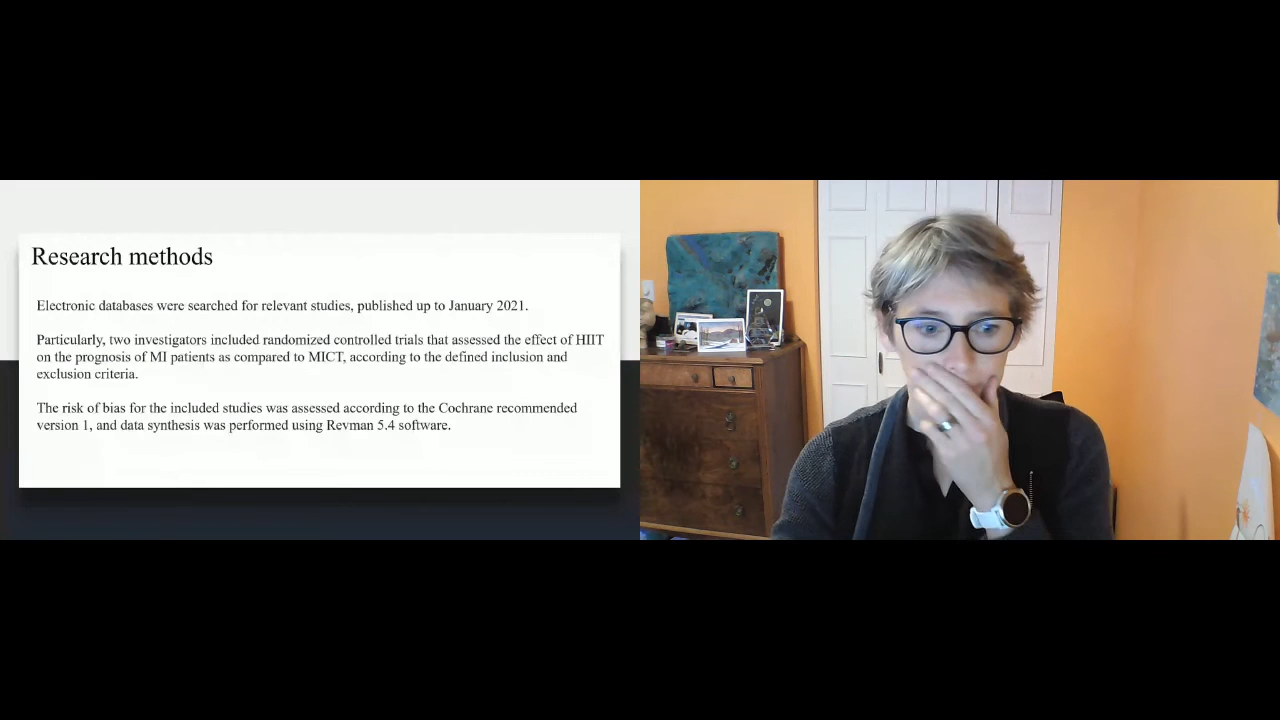 Research methods
Electronic databases were searched for relevant studies, published up to January 2021.
Particularly, two investigators included randomized controlled trials that assessed the effect of HIIT
on the prognosis of MI patients as compared to MICT, according to the defined inclusion and
exclusion criteria.
The risk of bias for the included studies was assessed according to the Cochrane recommended
version 1, and data synthesis was performed using Revman 5.4 software.